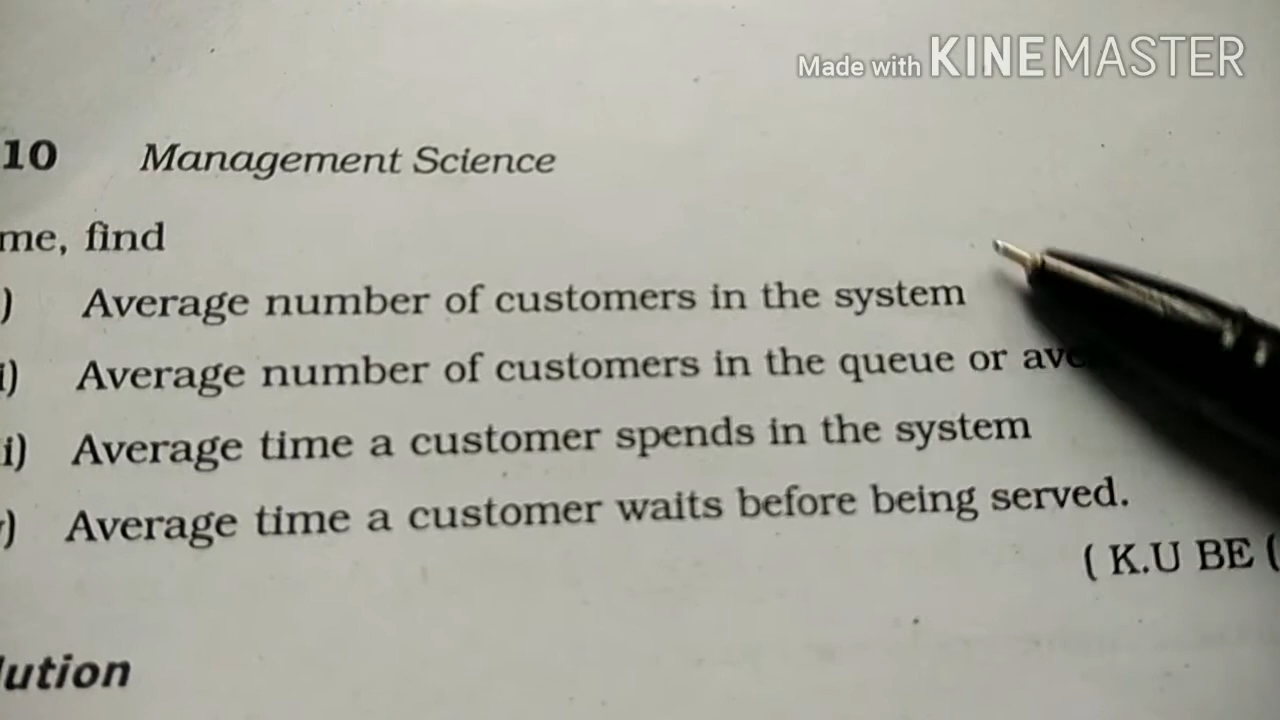 Made with KINEMASTER
10 Management Science
me, find
) Average number of customers in the system
i) Average number of customers in the queue or ave
i) Average time a customer spends in the system
) Average time a customer waits before being served.
( K.U BE (
lution